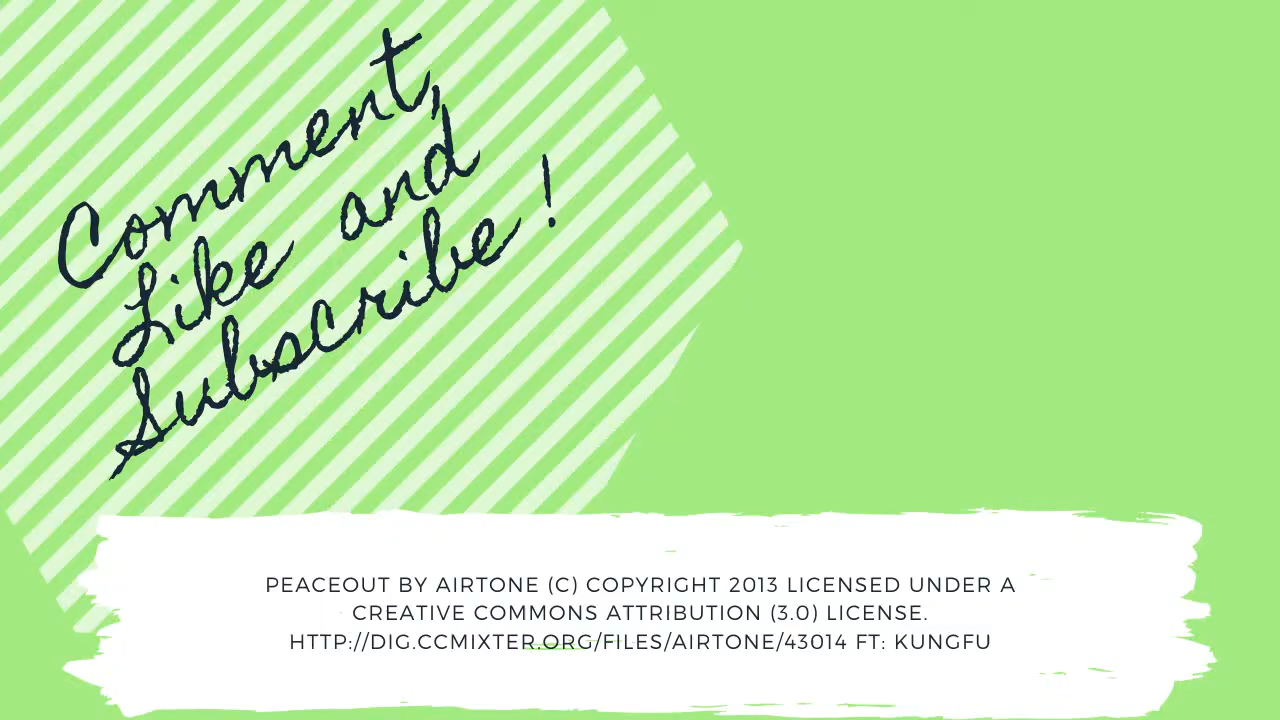 Comment,
Like and
Subscribe !
PEACEOUT BY AIRTONE (C) COPYRIGHT 2013 LICENSED UNDER A
CREATIVE COMMONS ATTRIBUTION (3.0) LICENSE.
HTTP://DIG.CCMIXTER.ORG/FILES/AIRTONE/43014 FT: KUNGFU